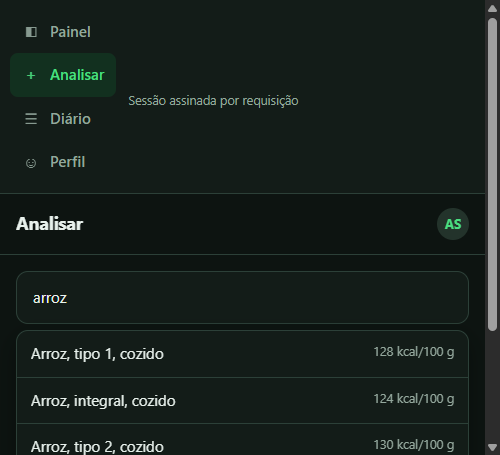 Painel
+ Analisar
Sessão assinada por requisição
Diário
Perfil
Analisar
AS
arroz
Arroz, tipo 1, cozido 128 kcal/100 g
Arroz, integral, cozido 124 kcal/100 g
Arroz, tipo 2, cozido 130 kcal/100 g